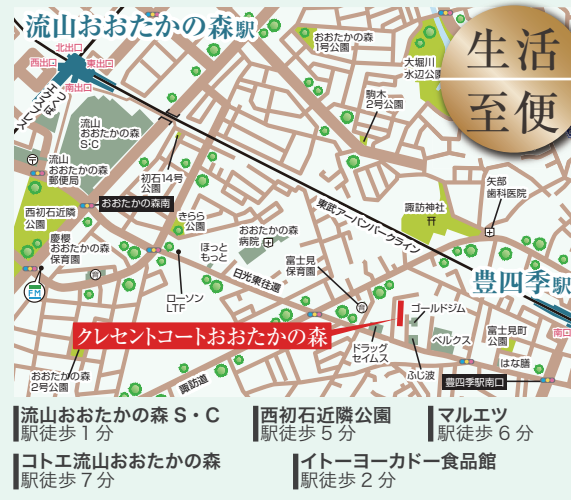 流山おおたかの森駅
北出口
西出口
東出口
南出口
つくば
エクスプレス
おおたかの森
1号公園
大堀川
水辺公園
生活
至便
駒木
2号公園
流山
おおたかの森
S・C
流山
おおたかの森
郵便局
初石14号
公園
おおたかの森南
西初石近隣
公園
きらら
公園
慶櫻
おおたかの森
保育園
FM
ほっと
もっと
おおたかの森
病院
東武アーバンパークライン
諏訪神社
矢部
歯科医院
日光東往還
富士見
保育園
豊四季駅
ローソン
LTF
ゴールドジム
クレセントコートおおたかの森
ドラッグ
セイムス
ベルクス
富士見町
公園
南口
ふじ波
はな膳
おおたかの森
2号公園
諏訪道
豊四季駅南口
流山おおたかの森 S・C
駅徒歩1分
西初石近隣公園
駅徒歩5分
マルエツ
駅徒歩6分
コトエ流山おおたかの森
駅徒歩7分
イトーヨーカドー食品館
駅徒歩2分